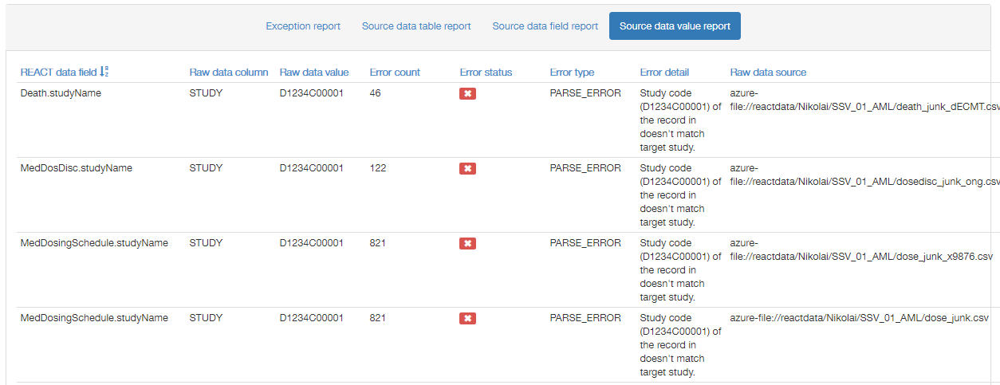 Exception report Source data table report Source data field report Source data value report
REACT data field Raw data column Raw data value Error count Error status Error type Error detail Raw data source
Death.studyName STUDY D1234C00001 46 PARSE_ERROR Study code azure-
(D1234C00001) of file://reactdata/Nikolai/SSV_01_AML/death_junk_dECMT.csv
the record in
doesn't match
target study.
MedDosDisc.studyName STUDY D1234C00001 122 PARSE_ERROR Study code azure-
(D1234C00001) of file://reactdata/Nikolai/SSV_01_AML/dosedisc_junk_ong.csv
the record in
doesn't match
target study.
MedDosingSchedule.studyName STUDY D1234C00001 821 PARSE_ERROR Study code azure-
(D1234C00001) of file://reactdata/Nikolai/SSV_01_AML/dose_junk_x9876.csv
the record in
doesn't match
target study.
MedDosingSchedule.studyName STUDY D1234C00001 821 PARSE_ERROR Study code azure-file://reactdata/Nikolai/SSV_01_AML/dose_junk.csv
(D1234C00001) of
the record in
doesn't match
target study.